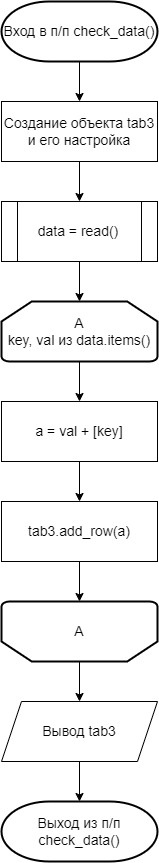 Вход в п/п check_data()
Создание объекта tab3
и его настройка
data = read()
A
key, val из data.items()
a = val + [key]
tab3.add_row(a)
A
Вывод tab3
Выход из п/п
check_data()